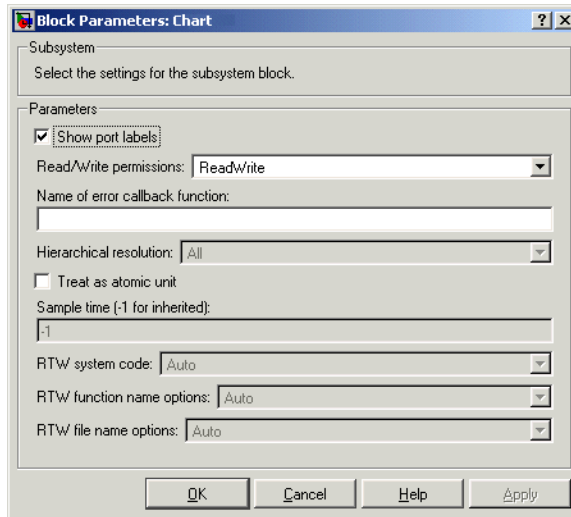 Block Parameters: Chart
Subsystem
Select the settings for the subsystem block.
Parameters
Show port labels
Read/Write permissions: ReadWrite
Name of error callback function:
Hierarchical resolution: All
Treat as atomic unit
Sample time (-1 for inherited):
-1
RTW system code: Auto
RTW function name options: Auto
RTW file name options: Auto
OK Cancel Help Apply